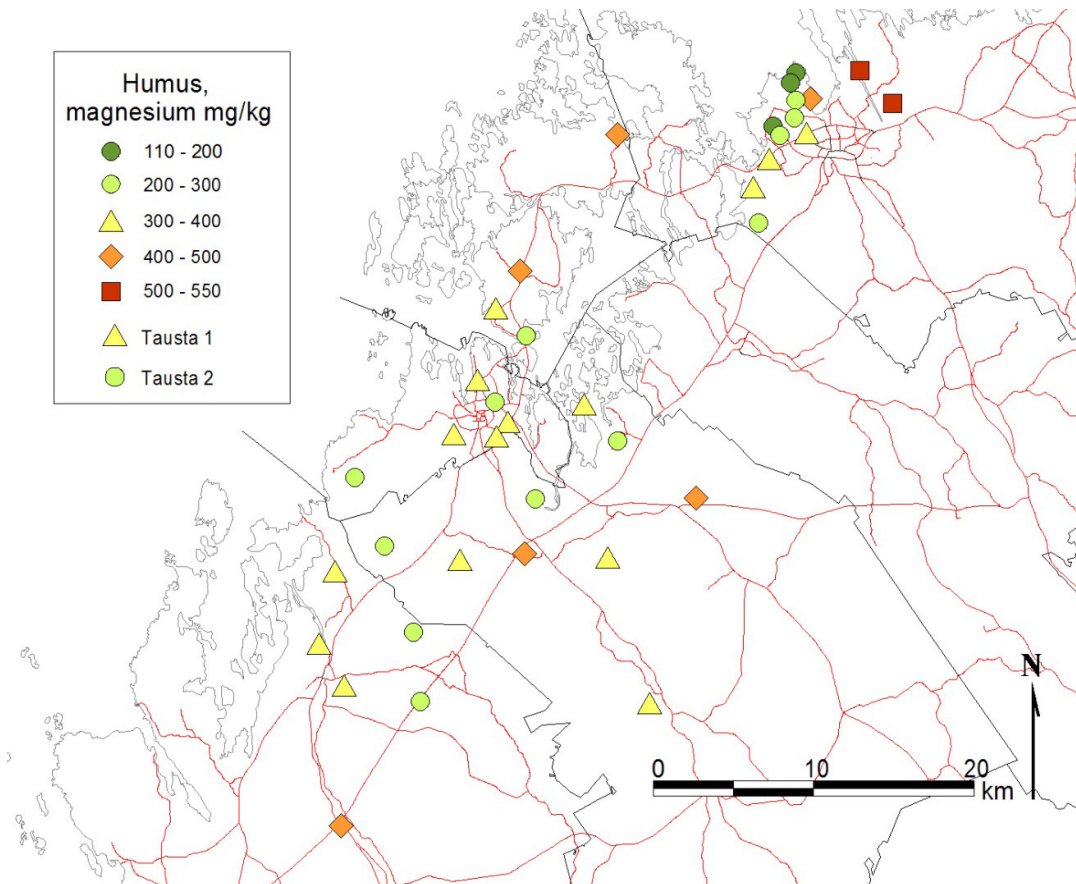 Humus,
magnesium mg/kg
110 - 200
200 - 300
300 - 400
400 - 500
500 - 550
Tausta 1
Tausta 2
N
0 10 20
km